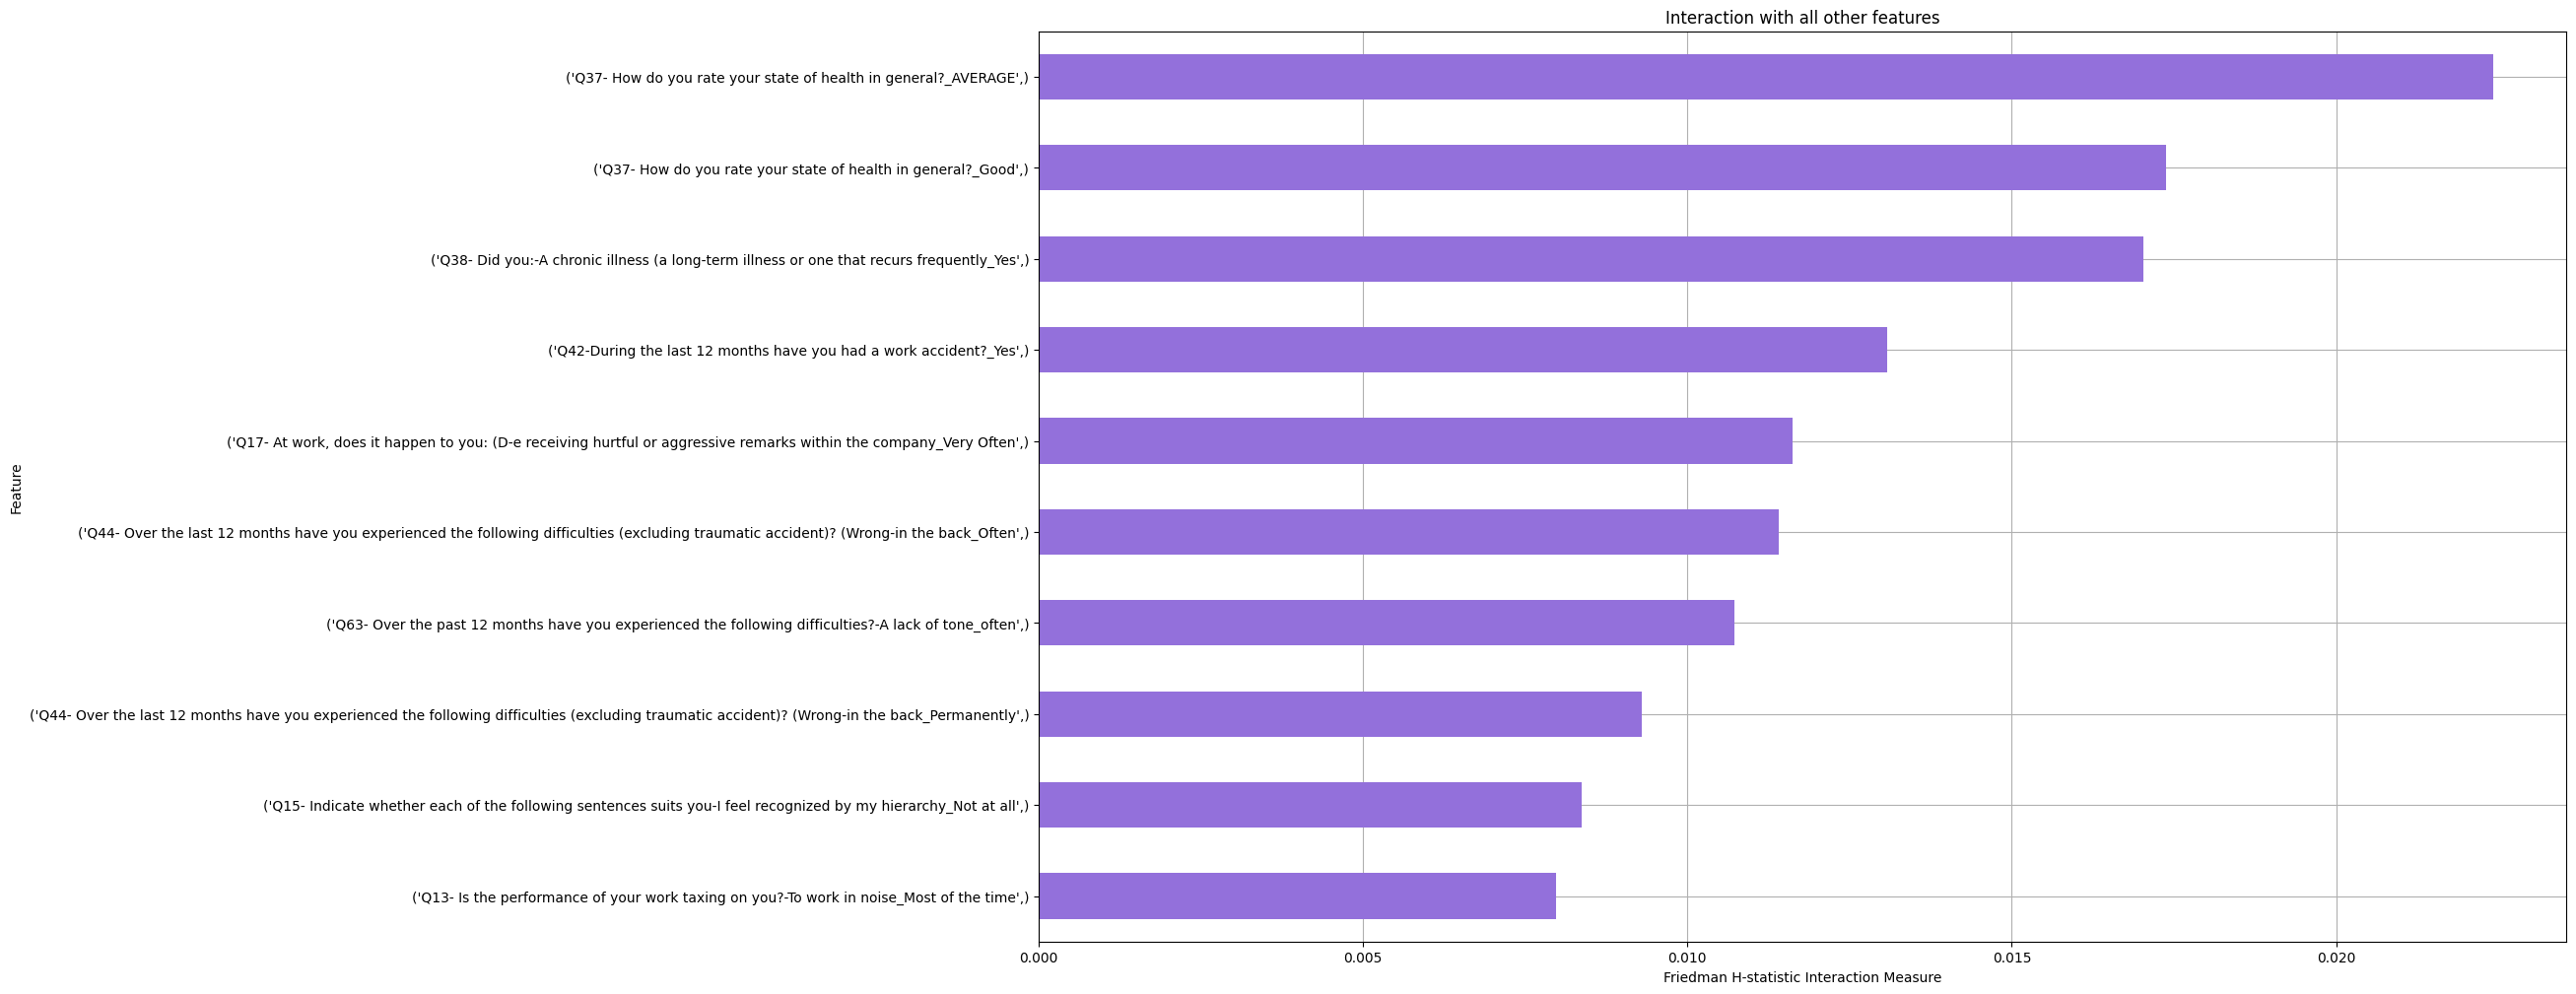 Interaction with all other features
('Q37- How do you rate your state of health in general?_AVERAGE',)
('Q37- How do you rate your state of health in general?_Good',)
('Q38- Did you:-A chronic illness (a long-term illness or one that recurs frequently_Yes',)
('Q42-During the last 12 months have you had a work accident?_Yes',)
('Q17- At work, does it happen to you: (D-e receiving hurtful or aggressive remarks within the company_Very Often',)
('Q44- Over the last 12 months have you experienced the following difficulties (excluding traumatic accident)? (Wrong-in the back_Often',)
('Q63- Over the past 12 months have you experienced the following difficulties?-A lack of tone_often',)
('Q44- Over the last 12 months have you experienced the following difficulties (excluding traumatic accident)? (Wrong-in the back_Permanently',)
('Q15- Indicate whether each of the following sentences suits you-I feel recognized by my hierarchy_Not at all',)
('Q13- Is the performance of your work taxing on you?-To work in noise_Most of the time',)
Feature
0.000 0.005 0.010 0.015 0.020
Friedman H-statistic Interaction Measure